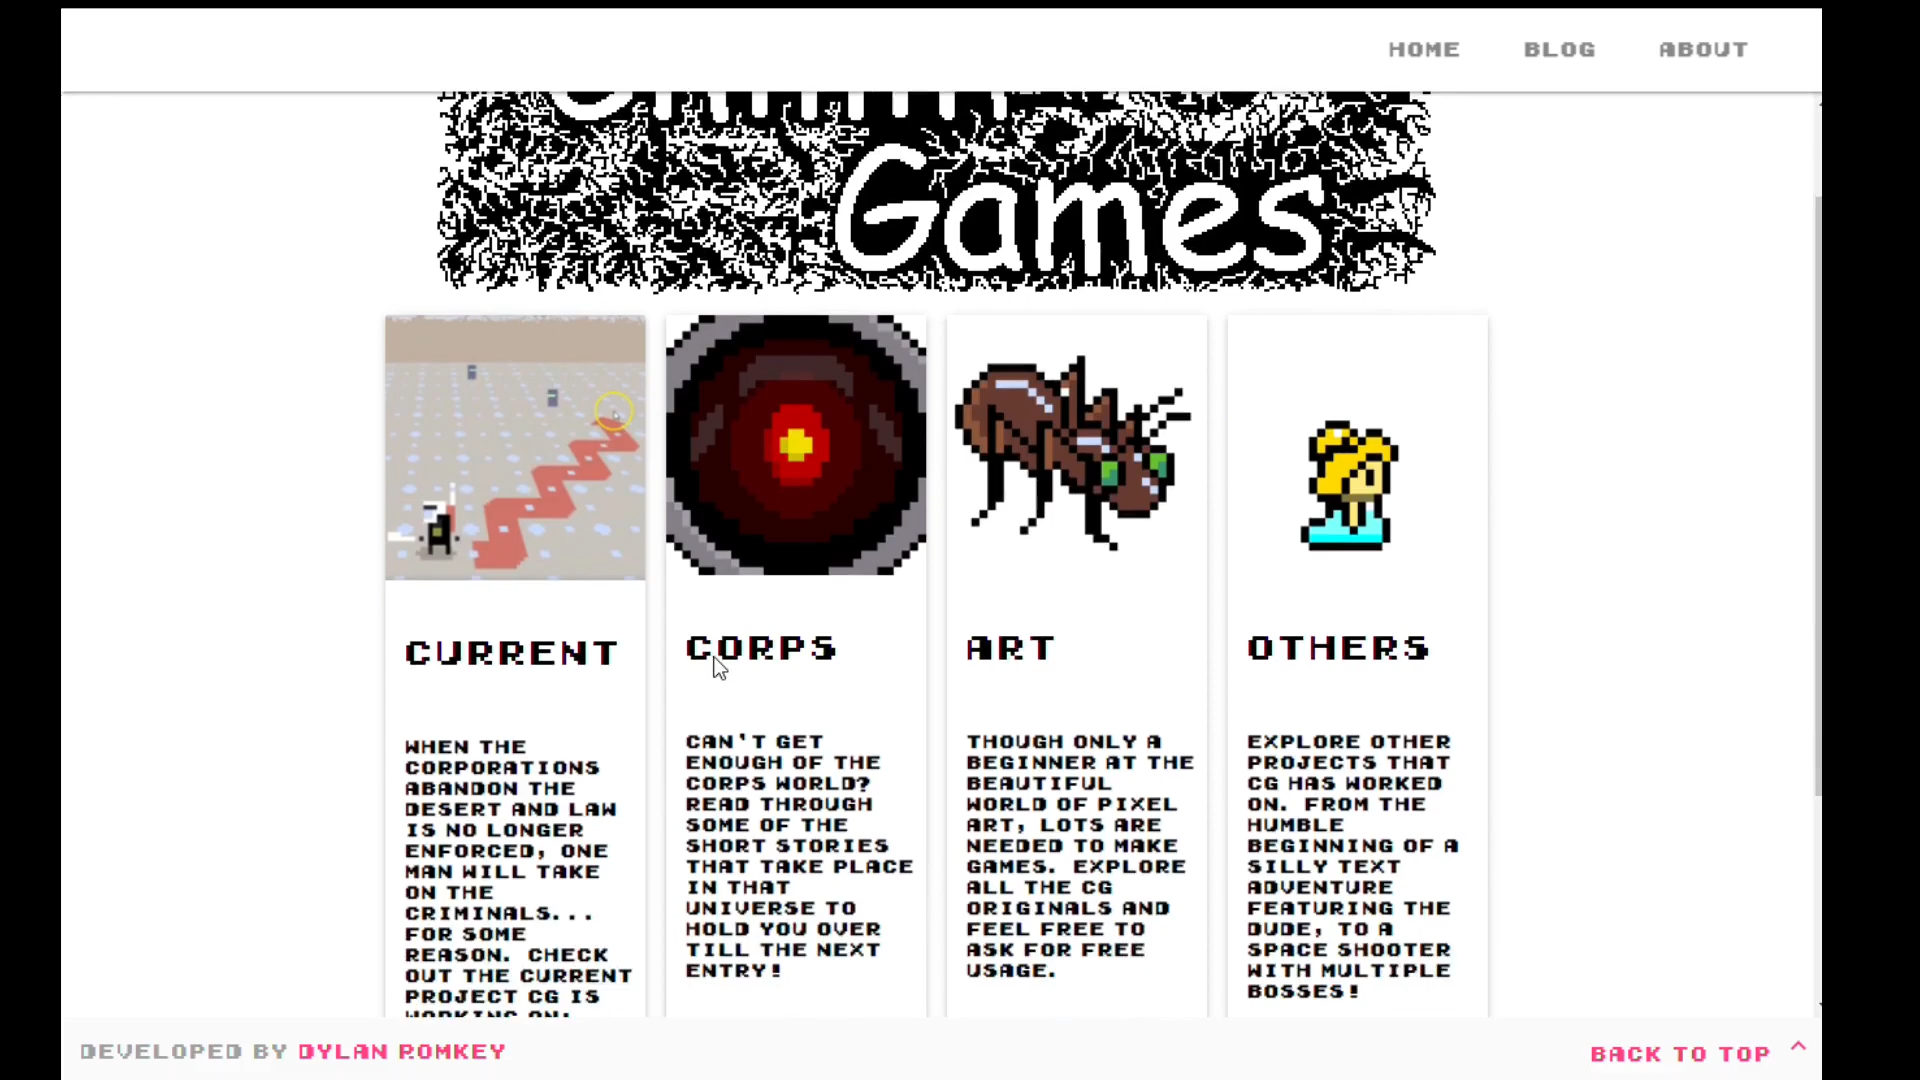 HOME BLOG ABOUT
Games
CURRENT
WHEN THE
CORPORATIONS
ABANDON THE
DESERT AND LAW
IS NO LONGER
ENFORCED, ONE
MAN WILL TAKE
ON THE
CRIMINALS...
FOR SOME
REASON. CHECK
OUT THE CURRENT
PROJECT CG IS
WORKING ON:
CORPS
CAN'T GET
ENOUGH OF THE
CORPS WORLD?
READ THROUGH
SOME OF THE
SHORT STORIES
THAT TAKE PLACE
IN THAT
UNIVERSE TO
HOLD YOU OVER
TILL THE NEXT
ENTRY!
ART
THOUGH ONLY A
BEGINNER AT THE
BEAUTIFUL
WORLD OF PIXEL
ART, LOTS ARE
NEEDED TO MAKE
GAMES. EXPLORE
ALL THE CG
ORIGINALS AND
FEEL FREE TO
ASK FOR FREE
USAGE.
OTHERS
EXPLORE OTHER
PROJECTS THAT
CG HAS WORKED
ON. FROM THE
HUMBLE
BEGINNING OF A
SILLY TEXT
ADVENTURE
FEATURING THE
DUDE, TO A
SPACE SHOOTER
WITH MULTIPLE
BOSSES!
DEVELOPED BY DYLAN ROMKEY
BACK TO TOP